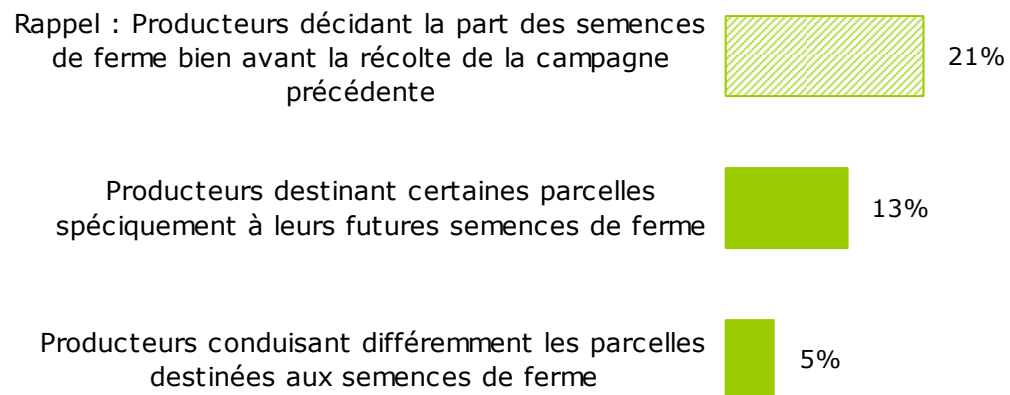 Rappel : Producteurs décidant la part des semences
de ferme bien avant la récolte de la campagne
précédente
21%
Producteurs destinant certaines parcelles
spéciquement à leurs futures semences de ferme
13%
Producteurs conduisant différemment les parcelles
destinées aux semences de ferme
5%